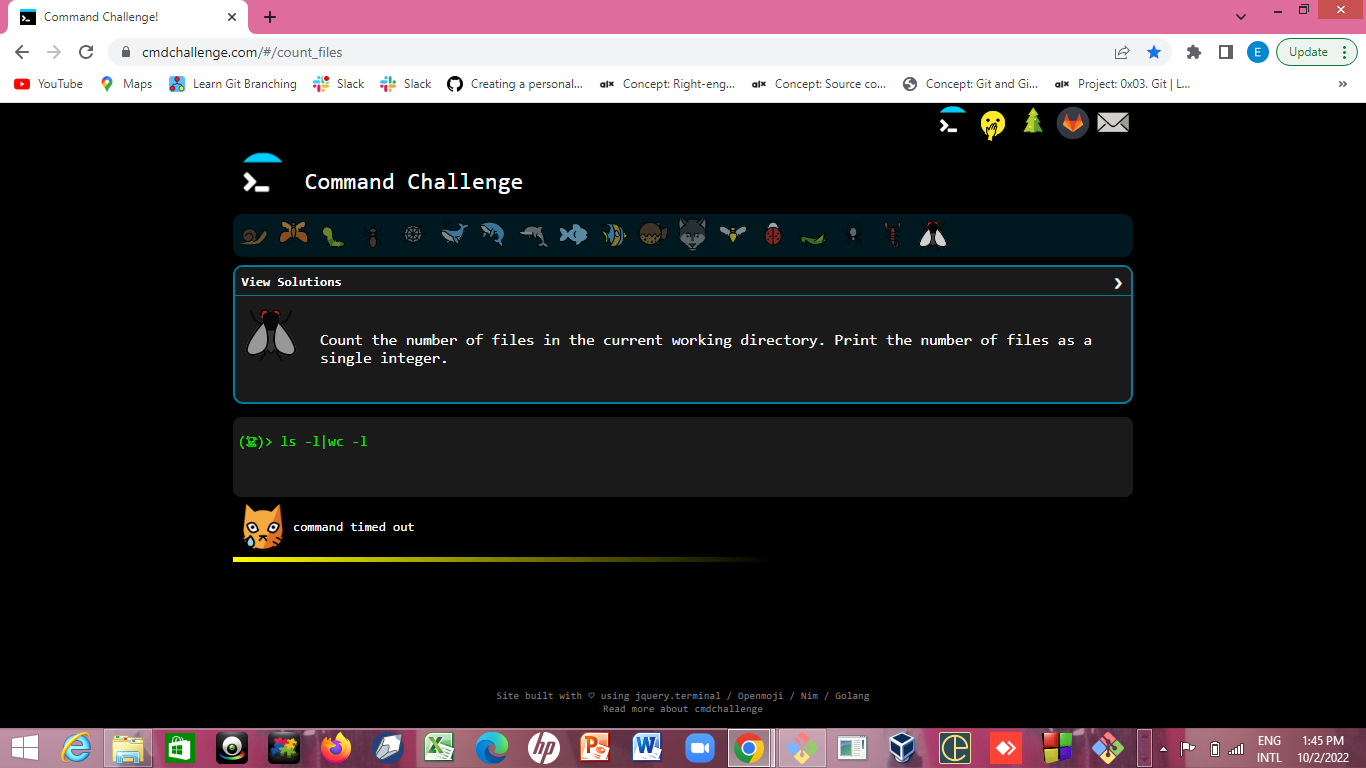 Command Challenge!
cmdchallenge.com/#/count_files
E
Update
YouTube
Maps
Learn Git Branching
Slack
Slack
Creating a personal...
alx Concept: Right-eng...
alx Concept: Source co...
Concept: Git and Gi...
alx Project: 0x03. Git | L...
»
Command Challenge
View Solutions
Count the number of files in the current working directory. Print the number of files as a
single integer.
> ls -l|wc -l
command timed out
Site built with ♡ using jquery.terminal / Openmoji / Nim / Golang
Read more about cmdchallenge
ENG
INTL
1:45 PM
10/2/2022